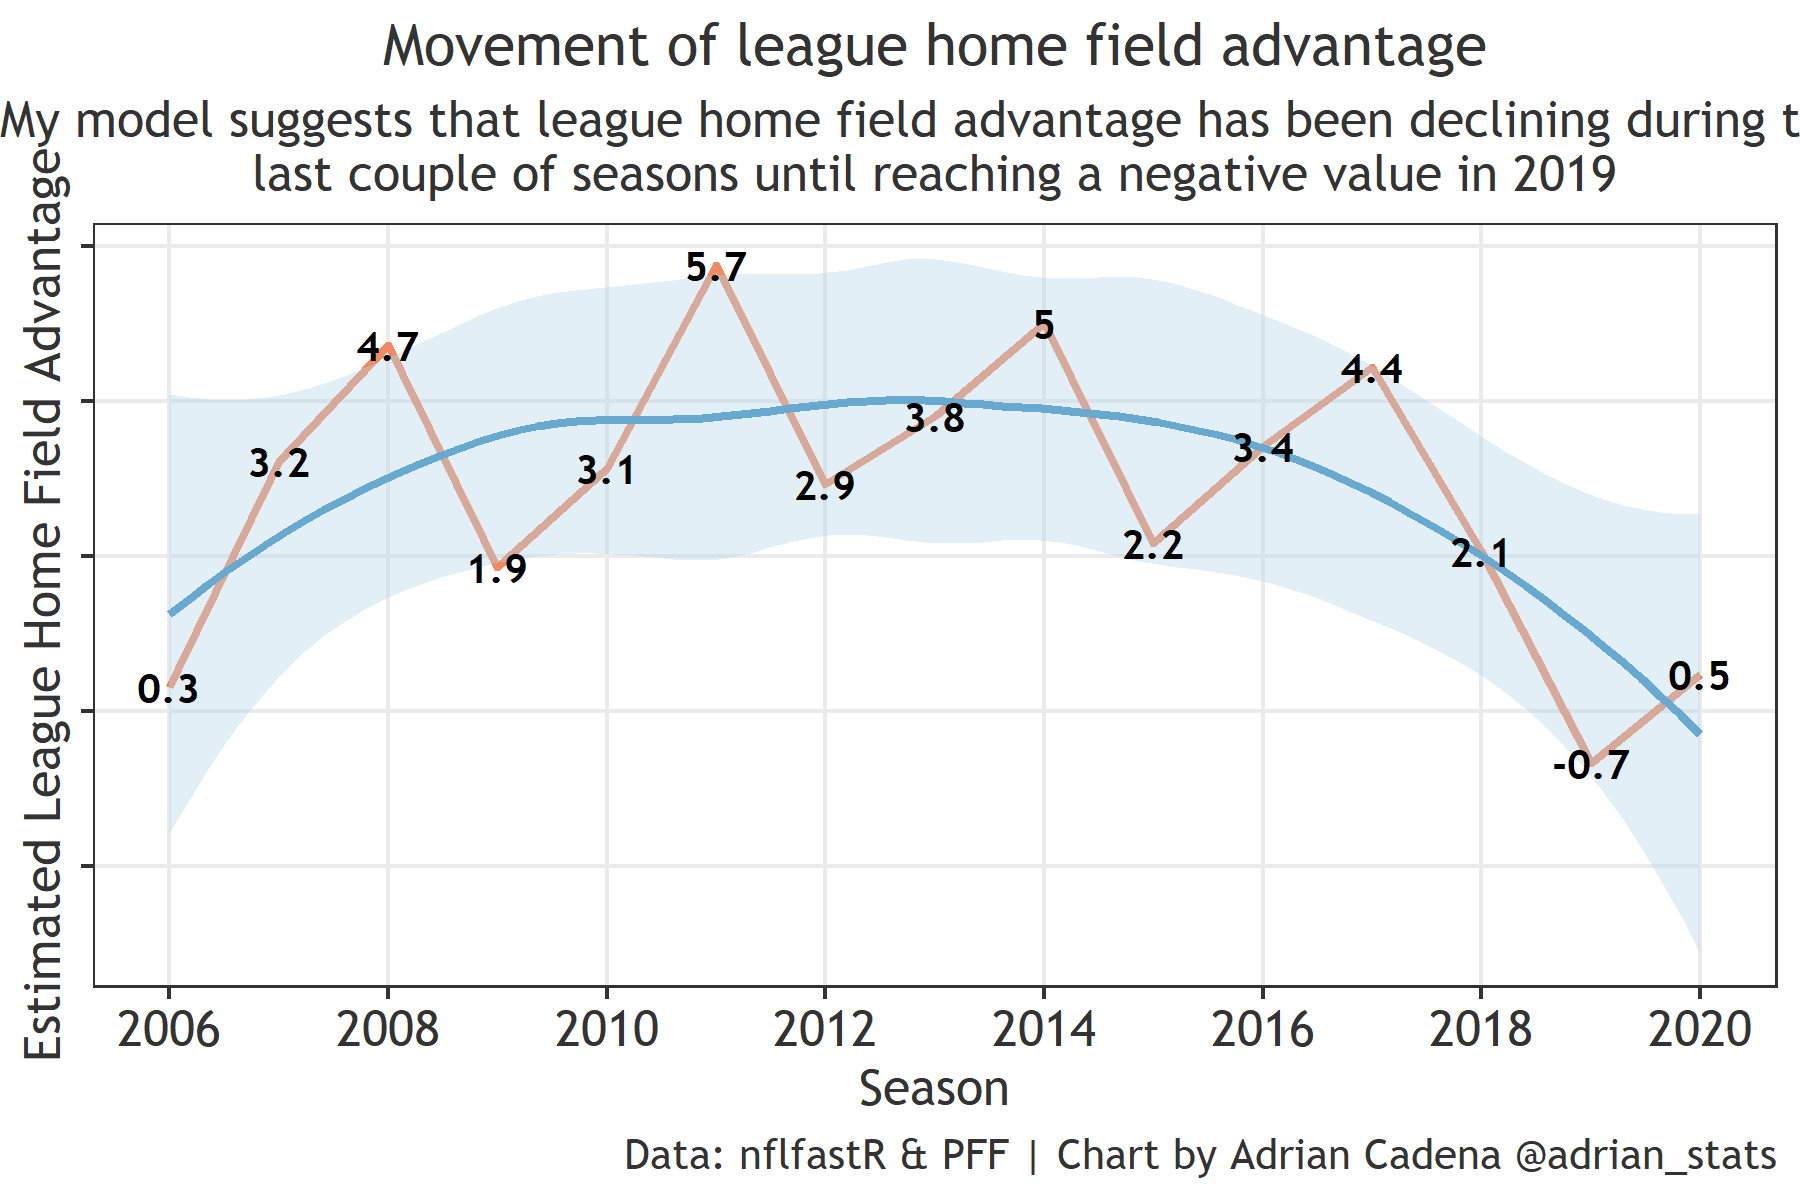 Movement of league home field advantage
My model suggests that league home field advantage has been declining during t
last couple of seasons until reaching a negative value in 2019
Estimated League Home Field Advantage
0.3
3.2
4.7
1.9
3.1
5.7
2.9
3.8
5
2.2
3.4
4.4
2.1
-0.7
0.5
2006 2008 2010 2012 2014 2016 2018 2020
Season
Data: nflfastR & PFF | Chart by Adrian Cadena @adrian_stats